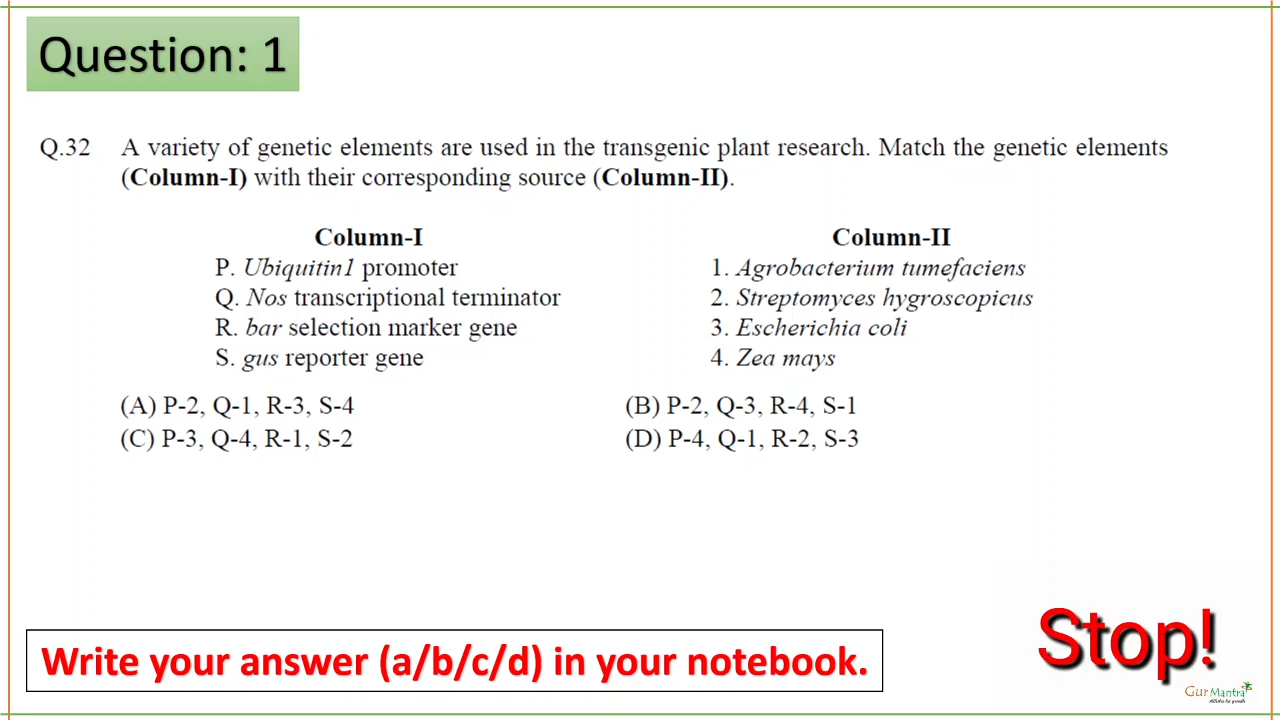 Question: 1
Q.32 A variety of genetic elements are used in the transgenic plant research. Match the genetic elements
(Column-I) with their corresponding source (Column-II).
Column-I Column-II
P. Ubiquitin1 promoter 1. Agrobacterium tumefaciens
Q. Nos transcriptional terminator 2. Streptomyces hygroscopicus
R. bar selection marker gene 3. Escherichia coli
S. gus reporter gene 4. Zea mays
(A) P-2, Q-1, R-3, S-4 (B) P-2, Q-3, R-4, S-1
(C) P-3, Q-4, R-1, S-2 (D) P-4, Q-1, R-2, S-3
Write your answer (a/b/c/d) in your notebook.
Stop!
Gur Mantra